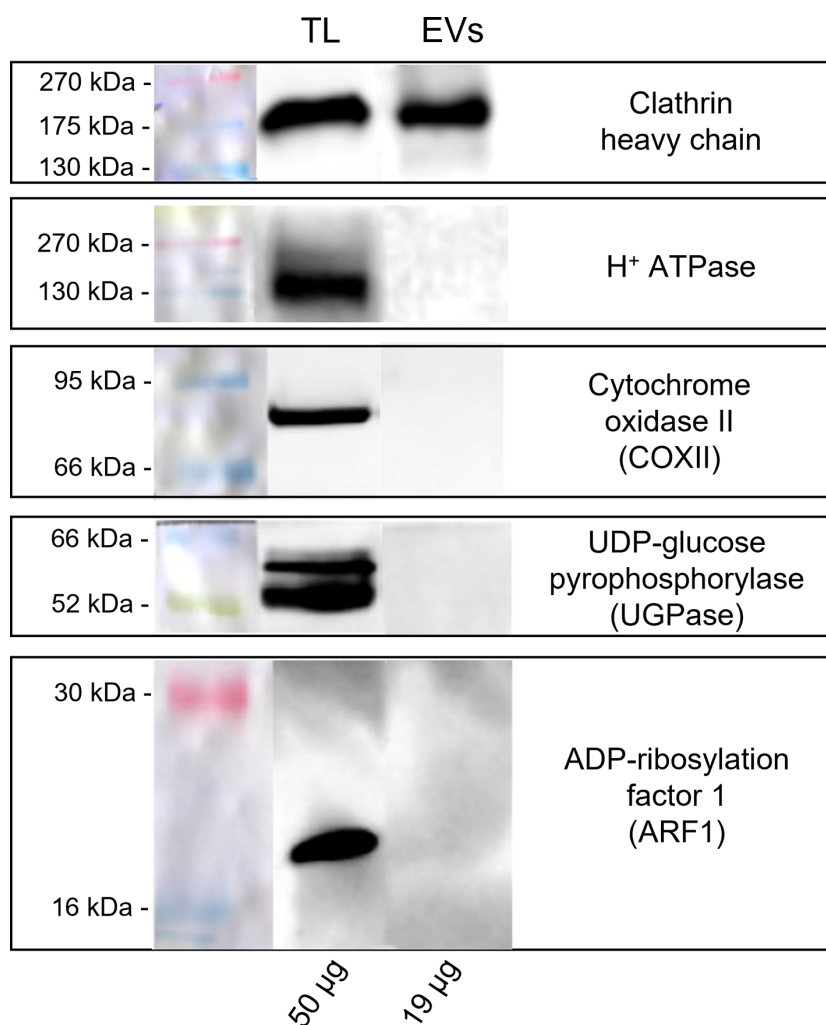 TL EVs
270 kDa -
175 kDa -
130 kDa -
Clathrin
heavy chain
270 kDa -
130 kDa -
H⁺ ATPase
95 kDa -
66 kDa -
Cytochrome
oxidase II
(COXII)
66 kDa -
52 kDa -
UDP-glucose
pyrophosphorylase
(UGPase)
30 kDa -
16 kDa -
ADP-ribosylation
factor 1
(ARF1)
50 µg
19 µg